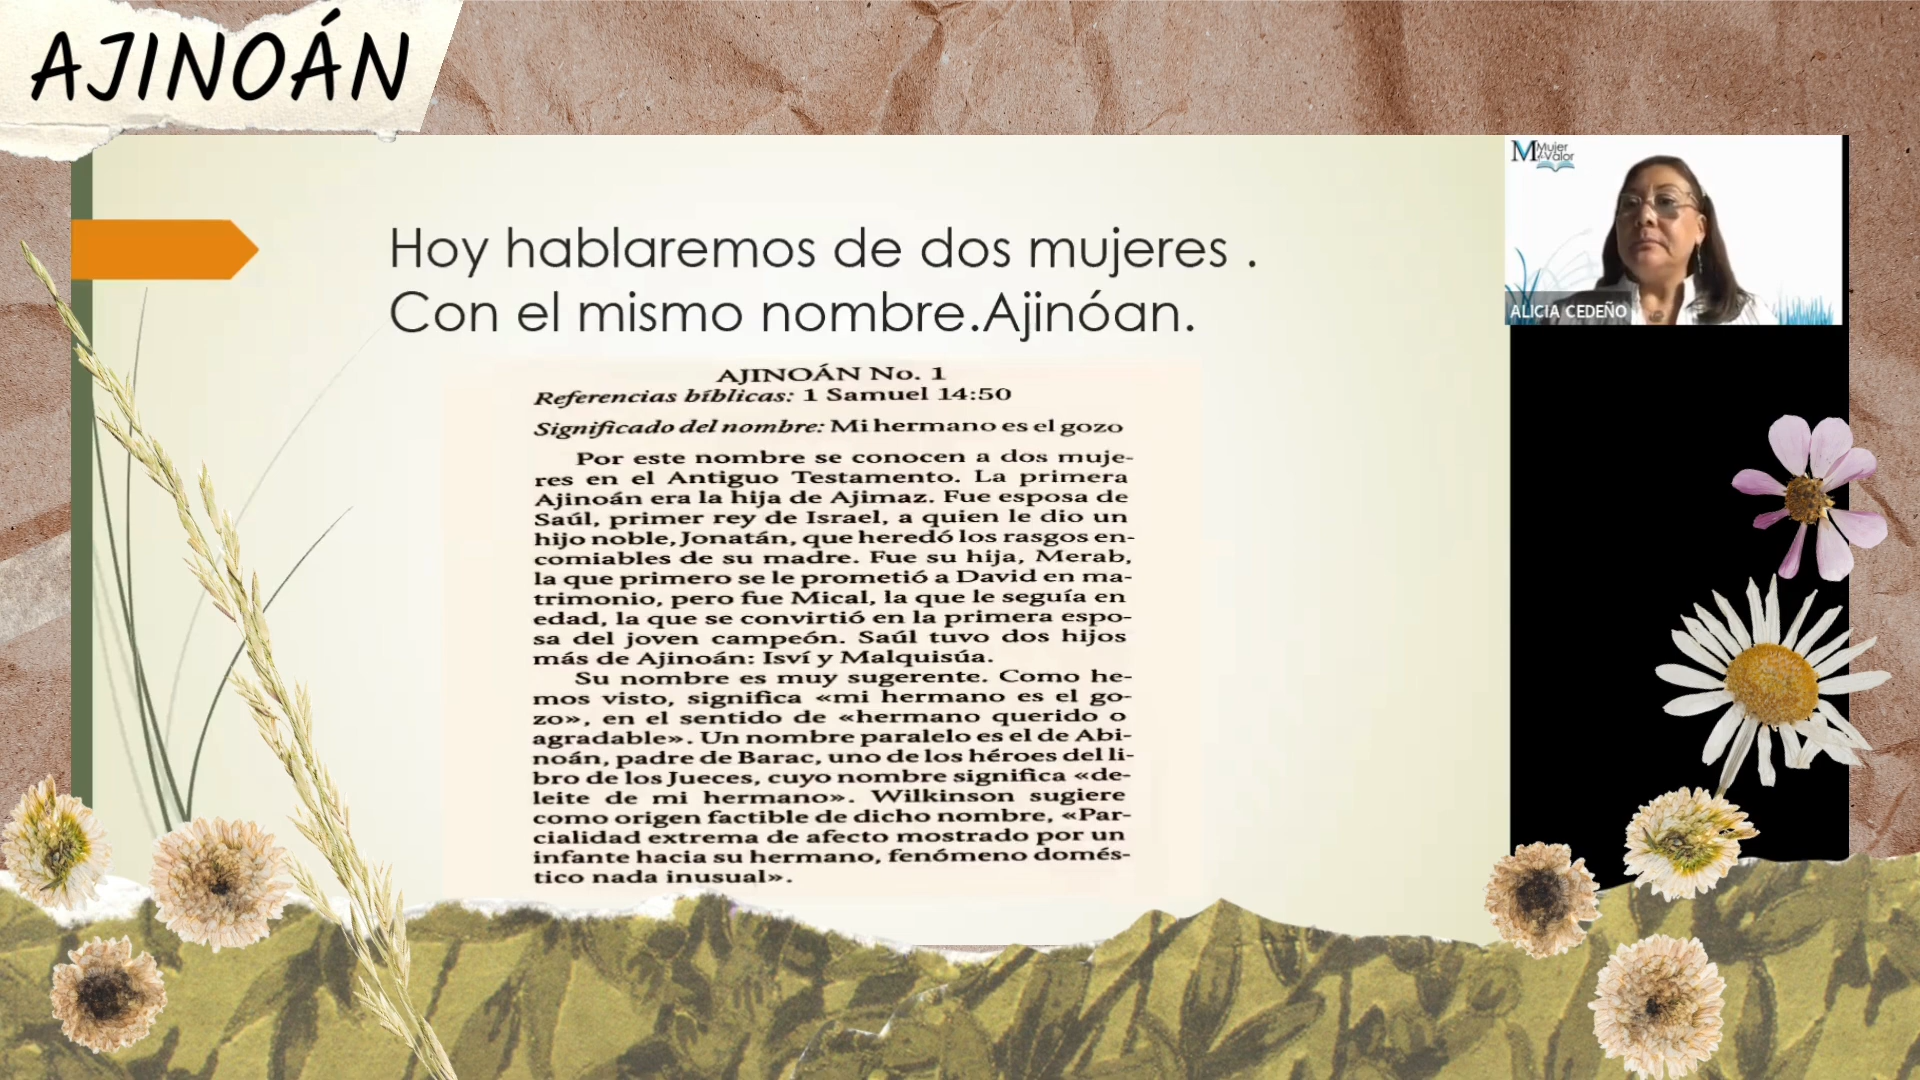 AJINOÁN
Hoy hablaremos de dos mujeres .
Con el mismo nombre.Ajinóan.
Mujer
de Valor
ALICIA CEDEÑO
AJINOÁN No. 1
Referencias bíblicas: 1 Samuel 14:50
Significado del nombre: Mi hermano es el gozo
Por este nombre se conocen a dos muje-
res en el Antiguo Testamento. La primera
Ajinoán era la hija de Ajimaz. Fue esposa de
Saúl, primer rey de Israel, a quien le dio un
hijo noble, Jonatán, que heredó los rasgos en-
comiables de su madre. Fue su hija, Merab,
la que primero se le prometió a David en ma-
trimonio, pero fue Mical, la que le seguía en
edad, la que se convirtió en la primera espo-
sa del joven campeón. Saúl tuvo dos hijos
más de Ajinoán: Isví y Malquisúa.
Su nombre es muy sugerente. Como he-
mos visto, significa «mi hermano es el go-
zo», en el sentido de «hermano querido o
agradable». Un nombre paralelo es el de Abi-
noán, padre de Barac, uno de los héroes del li-
bro de los Jueces, cuyo nombre significa «de-
leite de mi hermano». Wilkinson sugiere
como origen factible de dicho nombre, «Par-
cialidad extrema de afecto mostrado por un
infante hacia su hermano, fenómeno domés-
tico nada inusual».